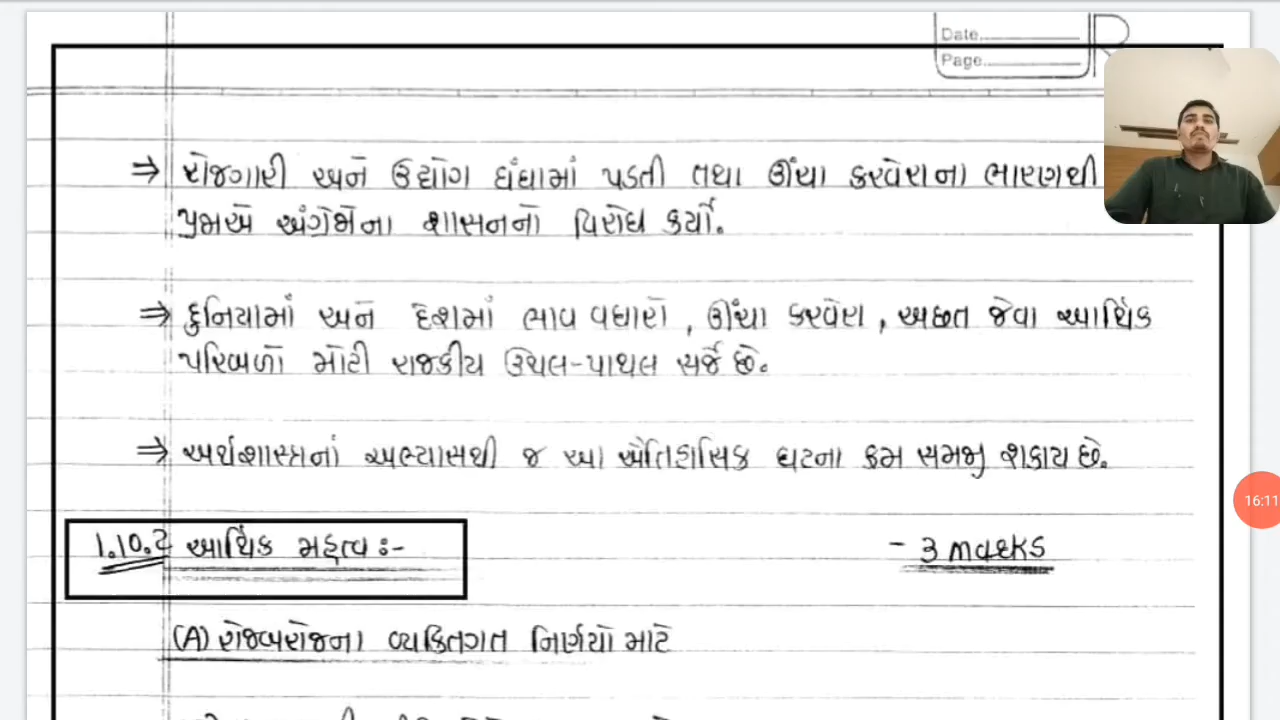 Date
Page
⇒ રોજગારી અને ઉદ્યોગ ધંધામાં પડતી તથા ઊંચા કરવેરાના ભારણથી
પ્રજાએ અંગ્રેજોના શાસનનો વિરોધ કર્યો.
⇒ દુનિયામાં અને દેશમાં ભાવ વધારો, ઊંચા કરવેરા, અછત જેવા આર્થિક
પરિબળો મોટી રાજકીય ઉથલ-પાથલ સર્જે છે.
⇒ અર્થશાસ્ત્રનાં અભ્યાસથી જ આ ઐતિહાસિક ઘટના ક્રમ સમજી શકાય છે.
1.10.2 આર્થિક મહત્વ :- - 3 marks
(A) રોજબરોજના વ્યક્તિગત નિર્ણયો માટે
16:11